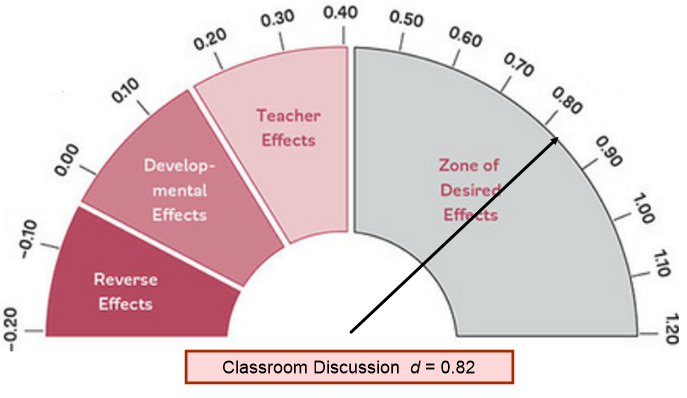 -0.20
-0.10
0.00
0.10
0.20
0.30
0.40
0.50
0.60
0.70
0.80
0.90
1.00
1.10
1.20
Reverse
Effects
Develop-
mental
Effects
Teacher
Effects
Zone of
Desired
Effects
Classroom Discussion d = 0.82